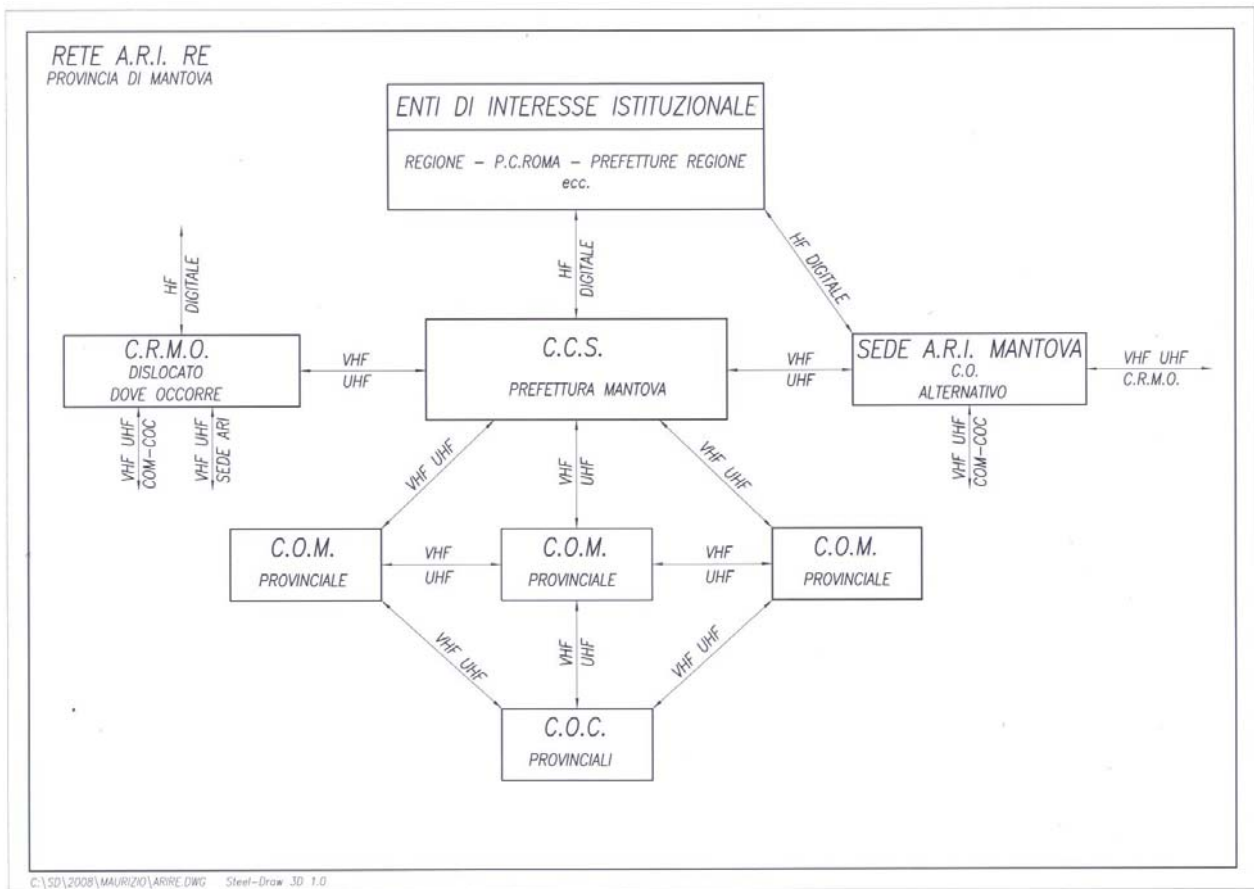 RETE A.R.I. RE
PROVINCIA DI MANTOVA
ENTI DI INTERESSE ISTITUZIONALE
REGIONE - P.C.ROMA - PREFETTURE REGIONE
ecc.
HF
DIGITALE
HF
DIGITALE
HF DIGITALE
C.R.M.O.
DISLOCATO
DOVE OCCORRE
VHF
UHF
C.C.S.
PREFETTURA MANTOVA
VHF
UHF
SEDE A.R.I. MANTOVA
C.O.
ALTERNATIVO
VHF UHF
C.R.M.O.
VHF UHF
COM-COC
VHF UHF
SEDE ARI
VHF UHF
VHF
UHF
VHF UHF
VHF UHF
COM-COC
C.O.M.
PROVINCIALE
VHF
UHF
C.O.M.
PROVINCIALE
VHF
UHF
C.O.M.
PROVINCIALE
VHF UHF
VHF
UHF
VHF UHF
C.O.C.
PROVINCIALI
C:\SD\2008\MAURIZIO\ARIRE.DWG Steel-Draw 3D 1.0